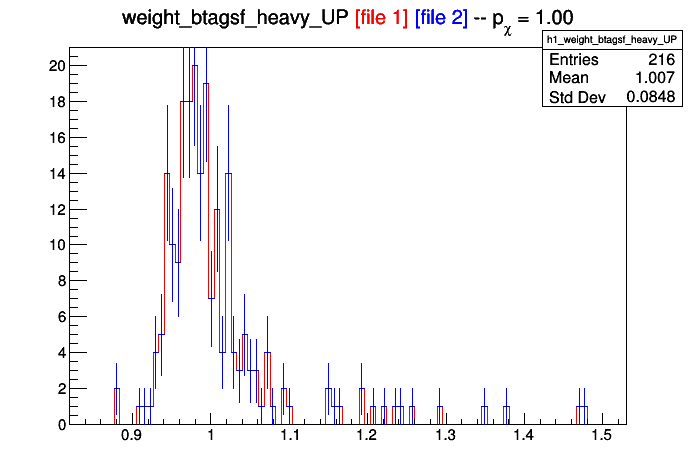 weight_btagsf_heavy_UP [file 1] [file 2] -- pχ = 1.00
h1_weight_btagsf_heavy_UP
Entries 216
Mean 1.007
Std Dev 0.0848
20
18
16
14
12
10
8
6
4
2
0
0.9 1 1.1 1.2 1.3 1.4 1.5